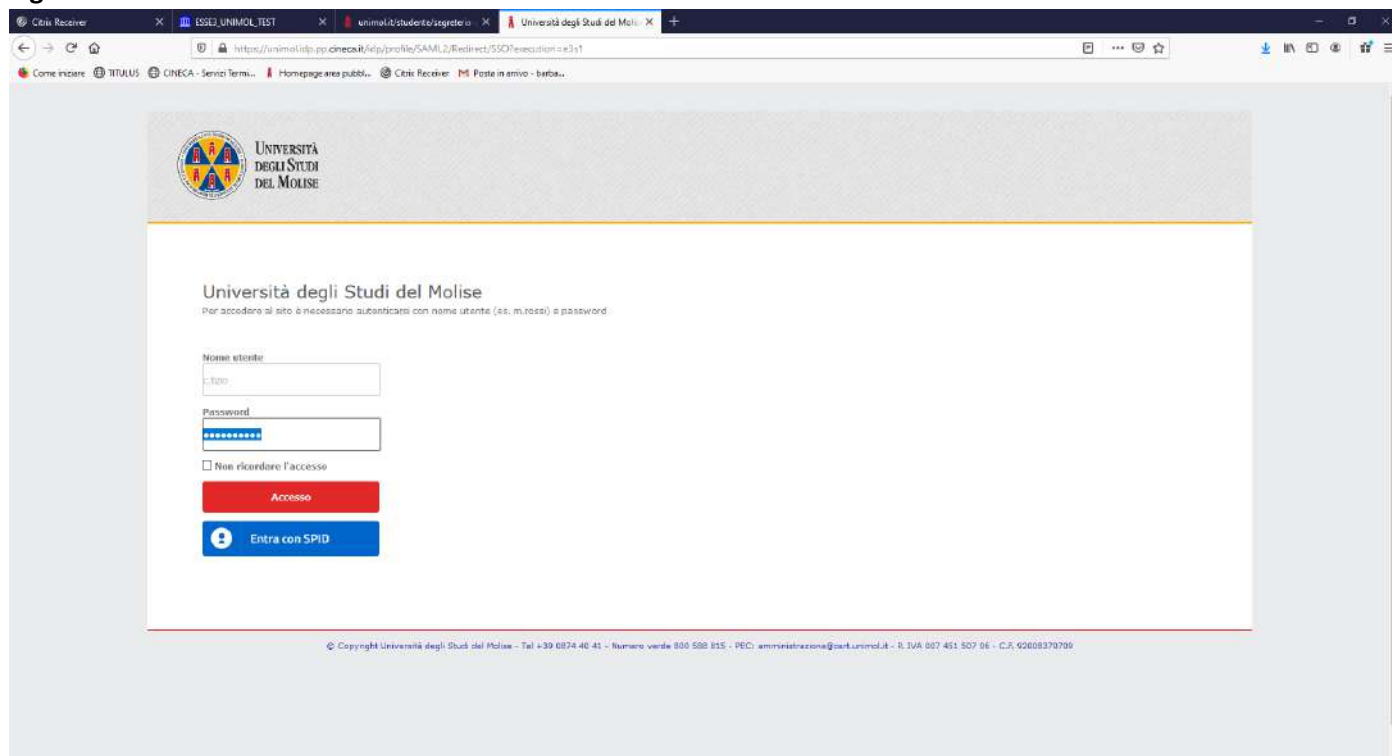 Citrix Receiver
ESSE3_UNIMOL_TEST
unimol.it/studente/segreteria
Università degli Studi del Moli
https://unimol.idp.pp.cineca.it/idp/profile/SAML2/Redirect/SSO?execution=e3s1
Come iniziare
TITULUS
CINECA - Servizi Termi...
Homepage area pubbl...
Citrix Receiver
Posta in arrivo - barba...
UNIVERSITÀ
DEGLI STUDI
DEL MOLISE
Università degli Studi del Molise
Per accedere al sito è necessario autenticarsi con nome utente (es. m.rossi) e password
Nome utente
c.tizio
Password
Non ricordare l'accesso
Accesso
Entra con SPID
© Copyright Università degli Studi del Molise - Tel +39 0874 40 41 - Numero verde 800 588 815 - PEC: amministrazione@cert.unimol.it - P. IVA 007 451 507 06 - C.F. 92008370709